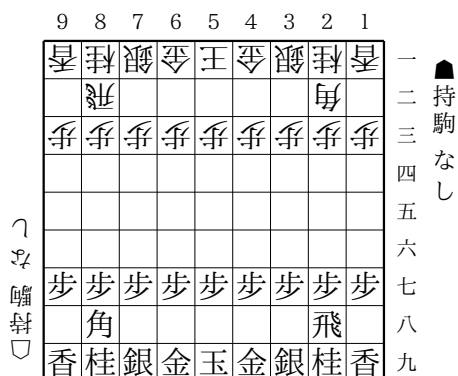 9 8 7 6 5 4 3 2 1
香 桂 銀 金 王 金 銀 桂 香 一
飛 角 二
歩 歩 歩 歩 歩 歩 歩 歩 歩 三
四
五
六
歩 歩 歩 歩 歩 歩 歩 歩 歩 七
角 飛 八
香 桂 銀 金 玉 金 銀 桂 香 九
☗持駒 なし
☖持駒 なし